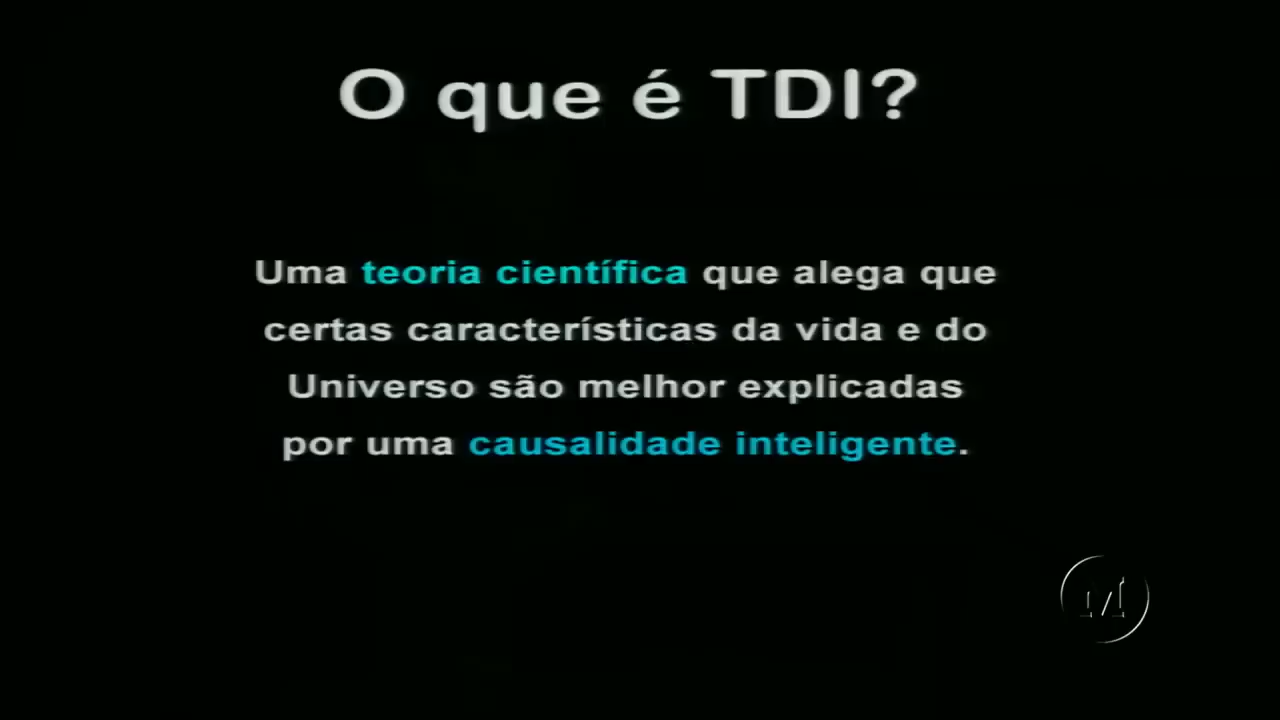 O que é TDI?
Uma teoria científica que alega que
certas características da vida e do
Universo são melhor explicadas
por uma causalidade inteligente.
M